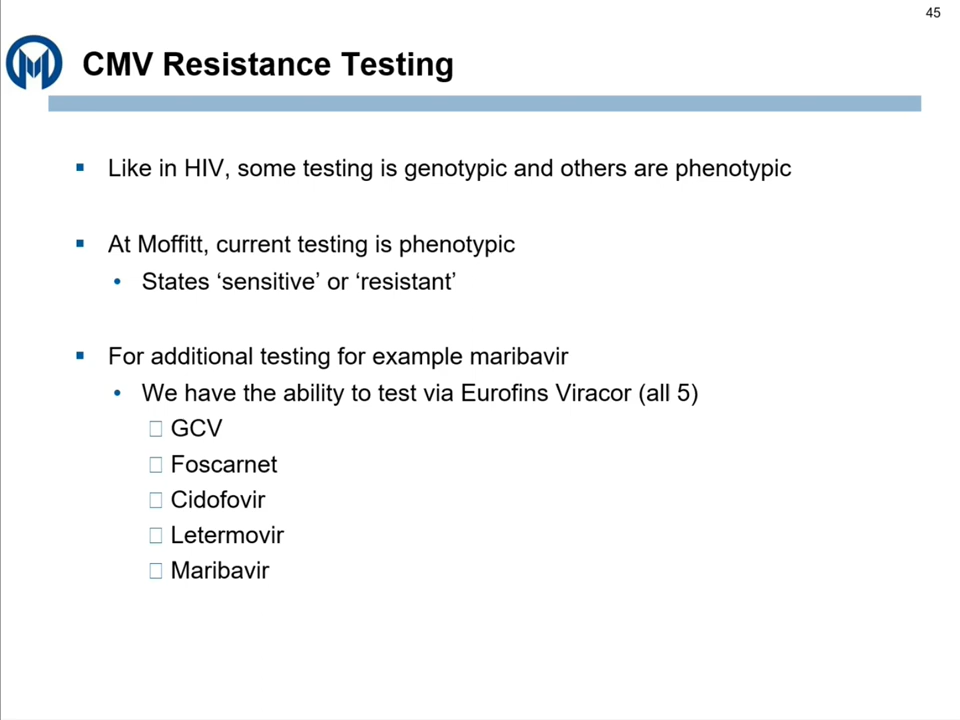 45
CMV Resistance Testing
Like in HIV, some testing is genotypic and others are phenotypic
At Moffitt, current testing is phenotypic
States ‘sensitive’ or ‘resistant’
For additional testing for example maribavir
We have the ability to test via Eurofins Viracor (all 5)
GCV
Foscarnet
Cidofovir
Letermovir
Maribavir